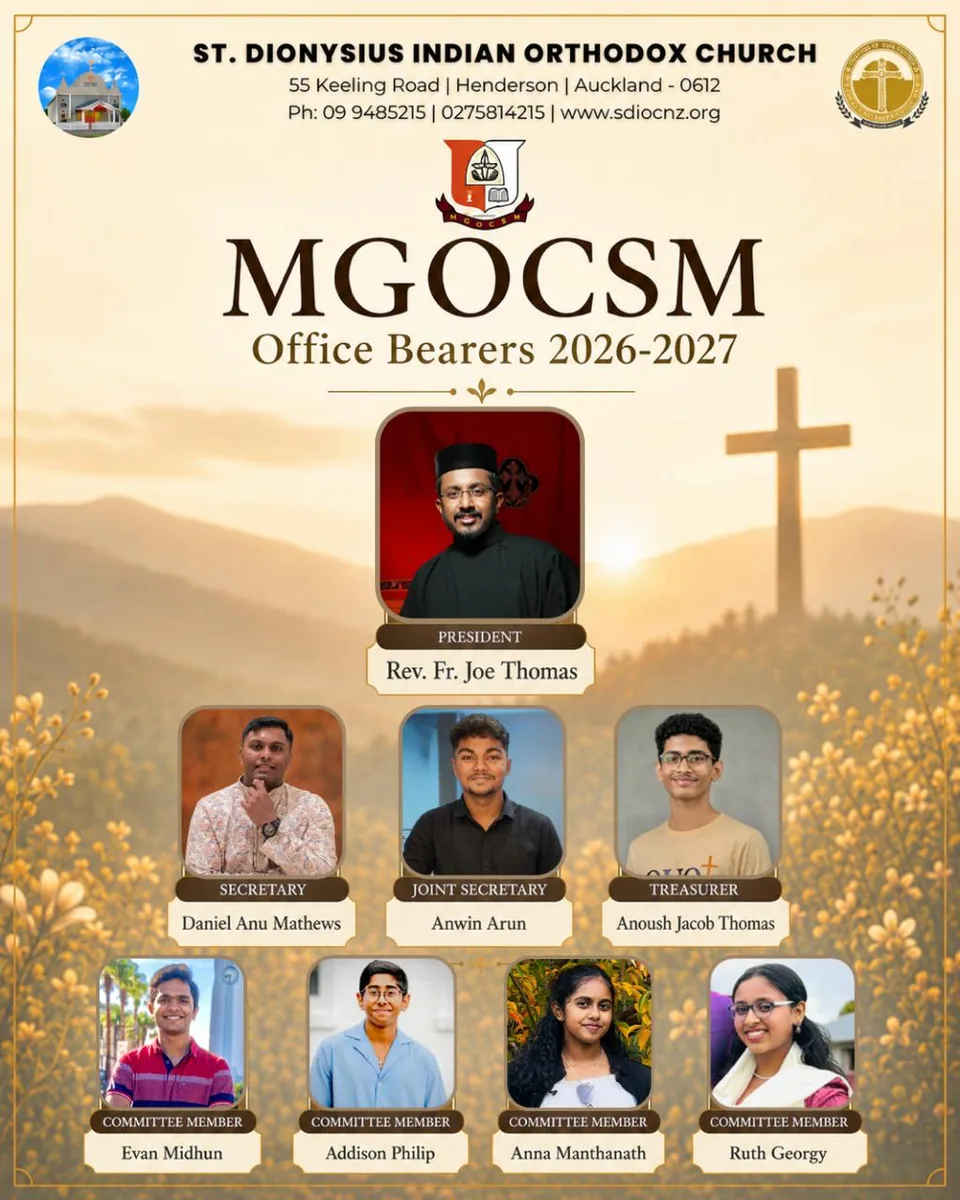 ST. DIONYSIUS INDIAN ORTHODOX CHURCH
55 Keeling Road | Henderson | Auckland - 0612
Ph: 09 9485215 | 0275814215 | www.sdiocnz.org
MGOCSM
MGOCSM
Office Bearers 2026-2027
PRESIDENT
Rev. Fr. Joe Thomas
SECRETARY
Daniel Anu Mathews
JOINT SECRETARY
Anwin Arun
TREASURER
Anoush Jacob Thomas
COMMITTEE MEMBER
Evan Midhun
COMMITTEE MEMBER
Addison Philip
COMMITTEE MEMBER
Anna Manthanath
COMMITTEE MEMBER
Ruth Georgy